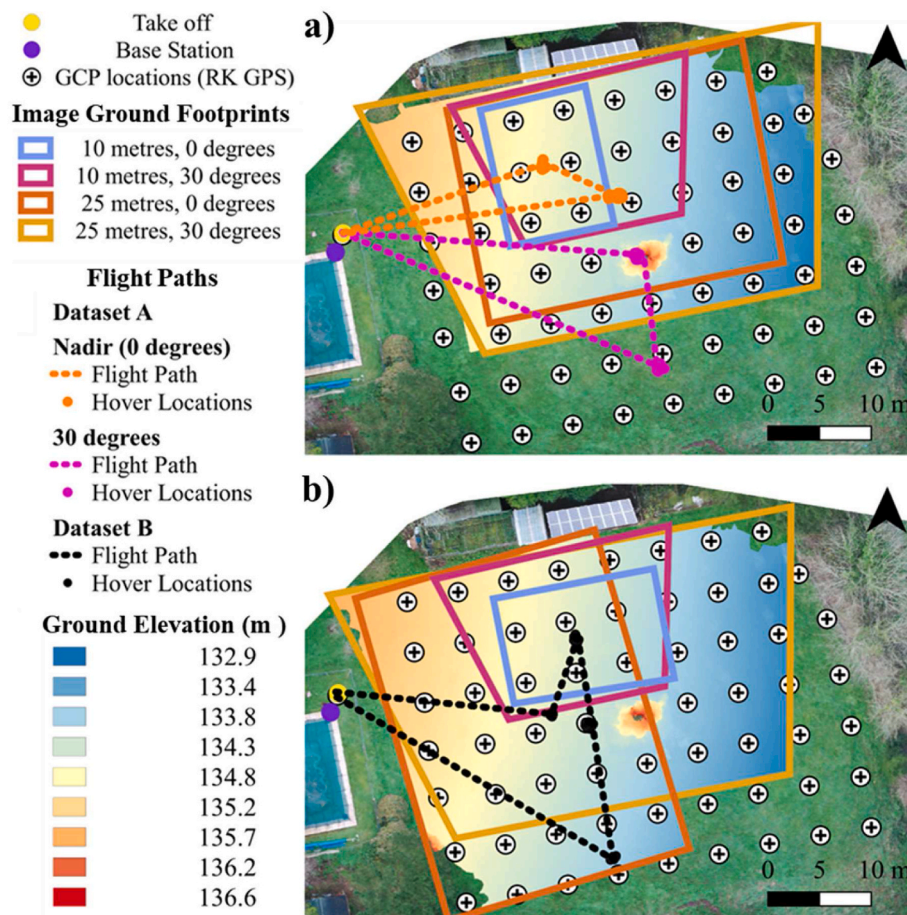 Take off
Base Station
GCP locations (RK GPS)
Image Ground Footprints
10 metres, 0 degrees
10 metres, 30 degrees
25 metres, 0 degrees
25 metres, 30 degrees
Flight Paths
Dataset A
Nadir (0 degrees)
Flight Path
Hover Locations
30 degrees
Flight Path
Hover Locations
Dataset B
Flight Path
Hover Locations
Ground Elevation (m )
132.9
133.4
133.8
134.3
134.8
135.2
135.7
136.2
136.6
a)
0 5 10 m
b)
0 5 10 m